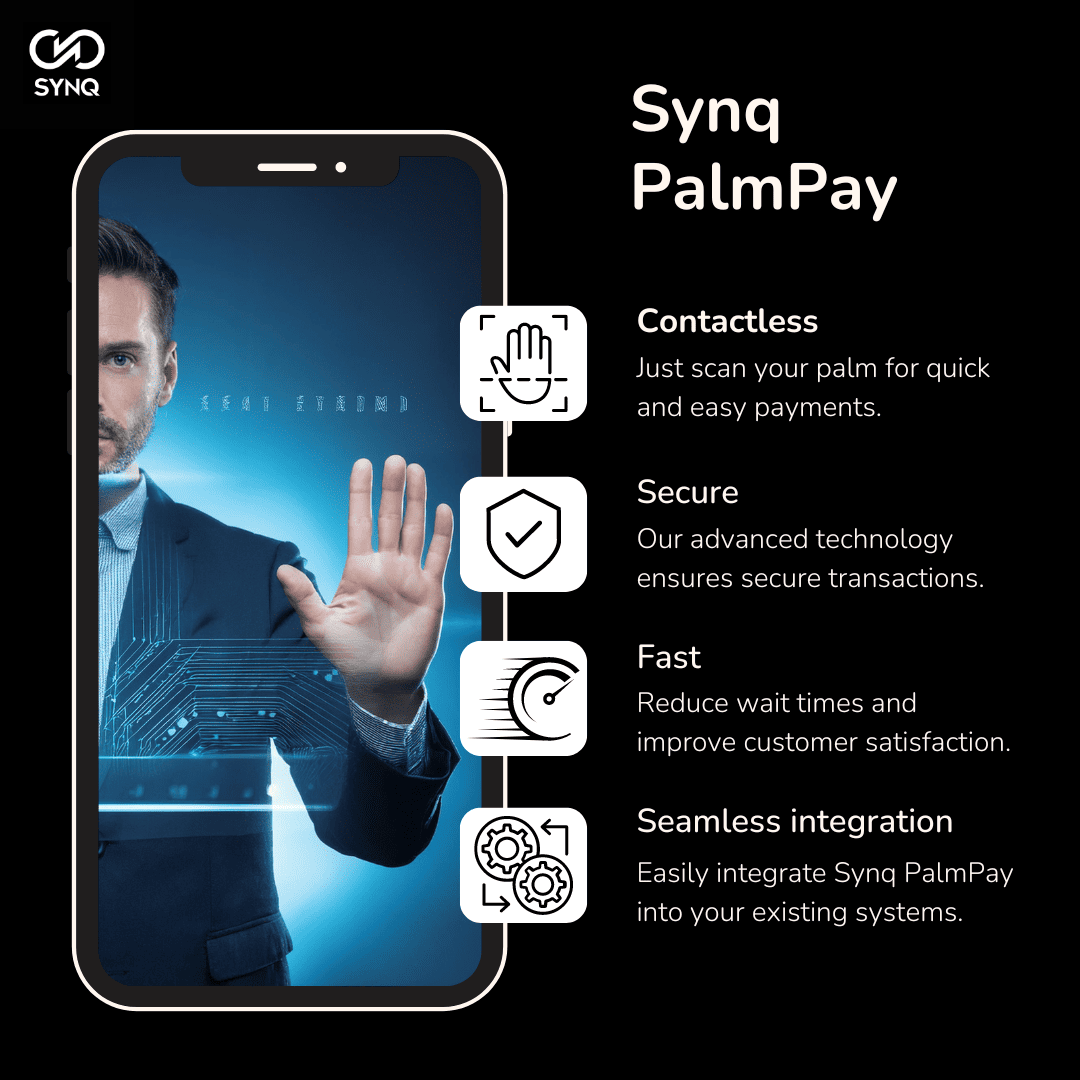 SYNQ
Synq
PalmPay
Contactless
Just scan your palm for quick
and easy payments.
Secure
Our advanced technology
ensures secure transactions.
Fast
Reduce wait times and
improve customer satisfaction.
Seamless integration
Easily integrate Synq PalmPay
into your existing systems.